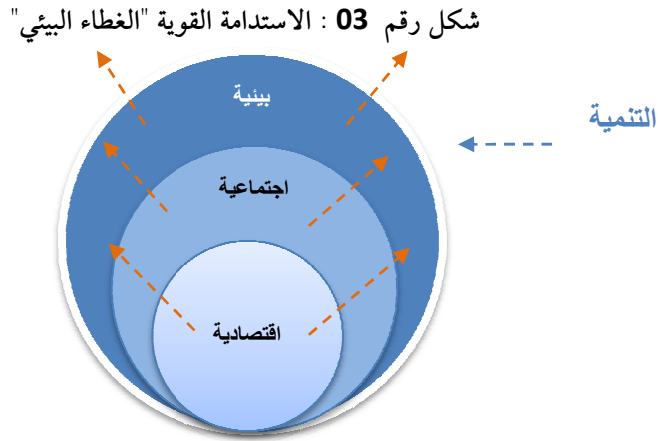 شكل رقم 03 : الاستدامة القوية "الغطاء البيئي"
بيئية
التنمية
اجتماعية
اقتصادية